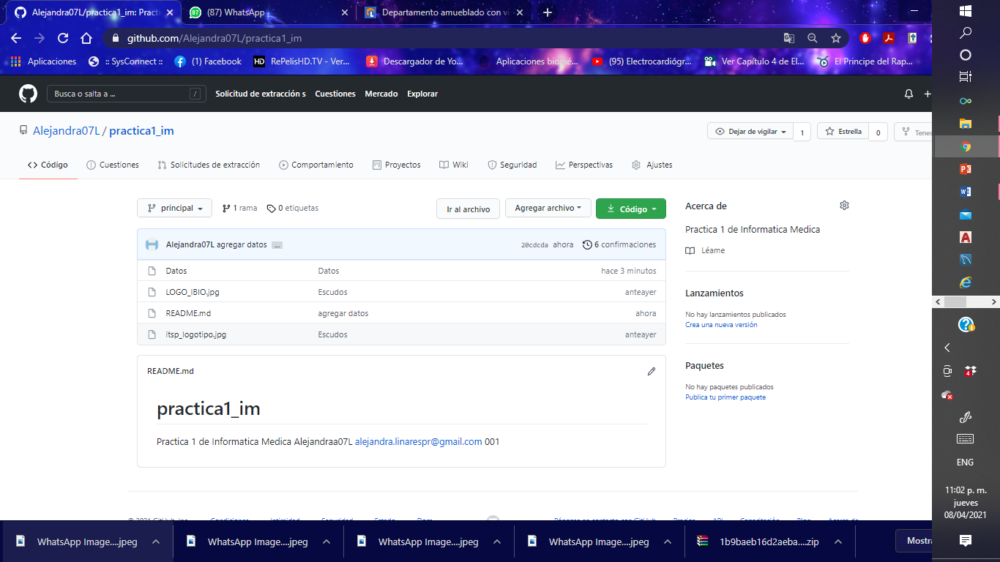 Alejandra07L/practica1_im: Practi
(87) WhatsApp
Departamento amueblado con vi
github.com/Alejandra07L/practica1_im
Aplicaciones
:: SysConnect ::
(1) Facebook
HD RePelisHD.TV - Ver...
Descargador de Yo...
Aplicaciones biomé...
(95) Electrocardiógr...
Ver Capítulo 4 de El...
El Principe del Rap...
Busca o salta a ... /
Solicitud de extracción s
Cuestiones
Mercado
Explorar
Alejandra07L / practica1_im
Dejar de vigilar 1
Estrella 0
Tened
Código
Cuestiones
Solicitudes de extracción
Comportamiento
Proyectos
Wiki
Seguridad
Perspectivas
Ajustes
principal
1 rama
0 etiquetas
Ir al archivo
Agregar archivo
Código
Alejandra07L agregar datos ...
20cdcda ahora
6 confirmaciones
Datos Datos hace 3 minutos
LOGO_IBIO.jpg Escudos anteayer
README.md agregar datos ahora
itsp_logotipo.jpg Escudos anteayer
README.md
practica1_im
Practica 1 de Informatica Medica Alejandraa07L alejandra.linarespr@gmail.com 001
Acerca de
Practica 1 de Informatica Medica
Léame
Lanzamientos
No hay lanzamientos publicados
Crea una nueva versión
Paquetes
No hay paquetes publicados
Publica tu primer paquete
WhatsApp Image....jpeg
WhatsApp Image....jpeg
WhatsApp Image....jpeg
WhatsApp Image....jpeg
1b9baeb16d2aeba....zip
Mostra
4
ENG
11:02 p. m.
jueves
08/04/2021